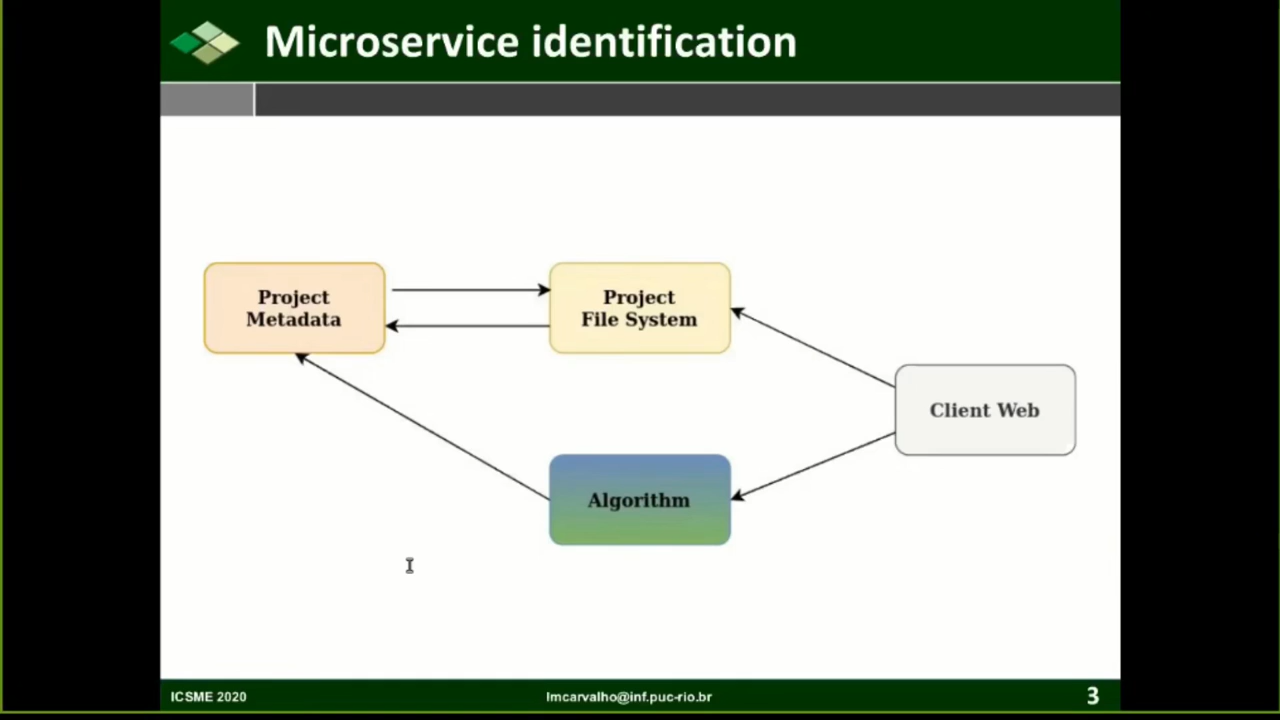 Microservice identification
Project
Metadata
Project
File System
Client Web
Algorithm
ICSME 2020
lmcarvalho@inf.puc-rio.br
3